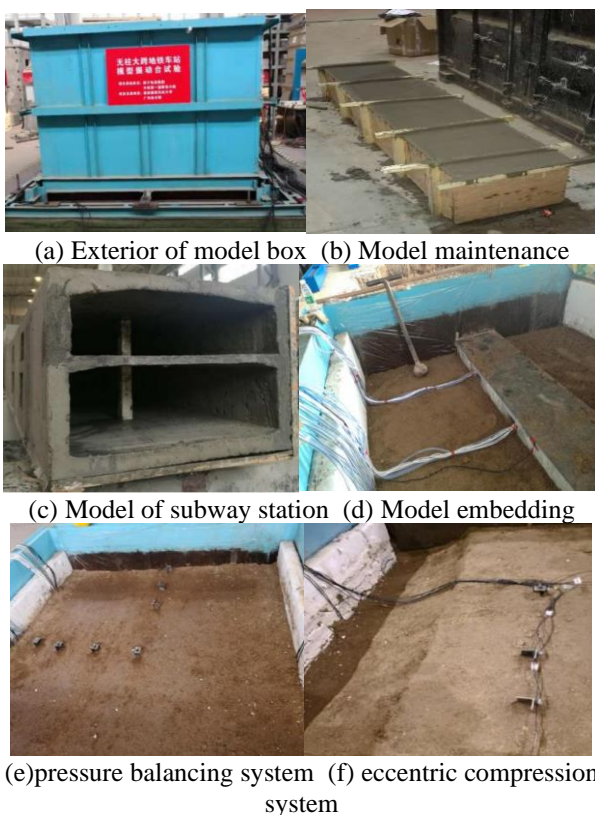 无柱大跨地铁车站
模型振动台试验
(a) Exterior of model box (b) Model maintenance
(c) Model of subway station (d) Model embedding
(e)pressure balancing system (f) eccentric compression
system